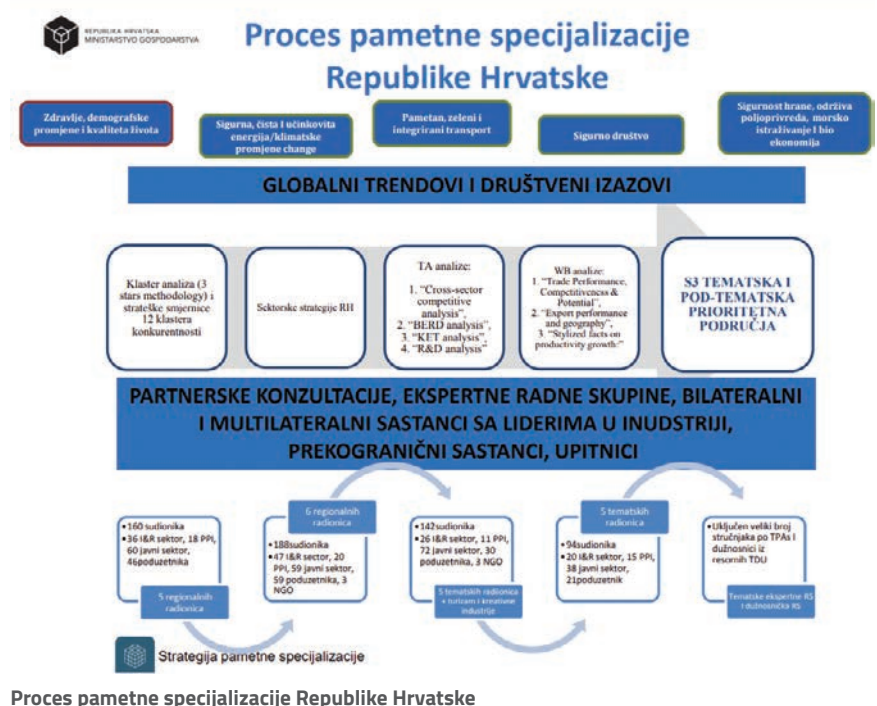 REPUBLIKA HRVATSKA
MINISTARSTVO GOSPODARSTVA
Proces pametne specijalizacije
Republike Hrvatske
Zdravlje, demografske
promjene i kvaliteta života
Sigurna, čista I učinkovita
energija/klimatske
promjene change
Pametan, zeleni i
integrirani transport
Sigurno društvo
Sigurnost hrane, održiva
poljoprivreda, morsko
istraživanje I bio
ekonomija
GLOBALNI TRENDOVI I DRUŠTVENI IZAZOVI
Klaster analiza (3
stars methodology) i
strateške smjernice
12 klastera
konkurentnosti
Sektorske strategije RH
TA analize:
1. "Cross-sector
competitive
analysis",
2. "BERD analysis",
3. "KET analysis",
4. "R&D analysis"
WB analize:
1. "Trade Performance,
Competitiveness &
Potential",
2. "Export performance
and geography",
3. "Stylized facts on
productivity growth:"
S3 TEMATSKA I
POD-TEMATSKA
PRIORITETNA
PODRUČJA
PARTNERSKE KONZULTACIJE, EKSPERTNE RADNE SKUPINE, BILATERALNI
I MULTILATERALNI SASTANCI SA LIDERIMA U INUDSTRIJI,
PREKOGRANIČNI SASTANCI, UPITNICI
•160 sudionika
•36 I&R sektor, 18 PPI,
60 javni sektor,
46poduzetnika
5 regionalnih
radionica
6 regionalnih
radionica
•188sudionika
•47 I&R sector, 20
PPI, 59 javni sektor,
59 poduzetnika, 3
NGO
•142sudionika
•26 I&R sektor, 11 PPI,
72 javni sektor, 30
poduzetnika, 3 NGO
5 tematskih radionica
+ turizam i kreativne
industrije
5 tematskih
radionica
•94sudionika
•20 I&R sektor, 15 PPI,
38 javni sektor,
21poduzetnik
•Uključen veliki broj
stručnjaka po TPAs I
dužnosnici iz
resornih TDU
Tematske ekspertne RS
I dužnosnička RS
Strategija pametne specijalizacije
Proces pametne specijalizacije Republike Hrvatske